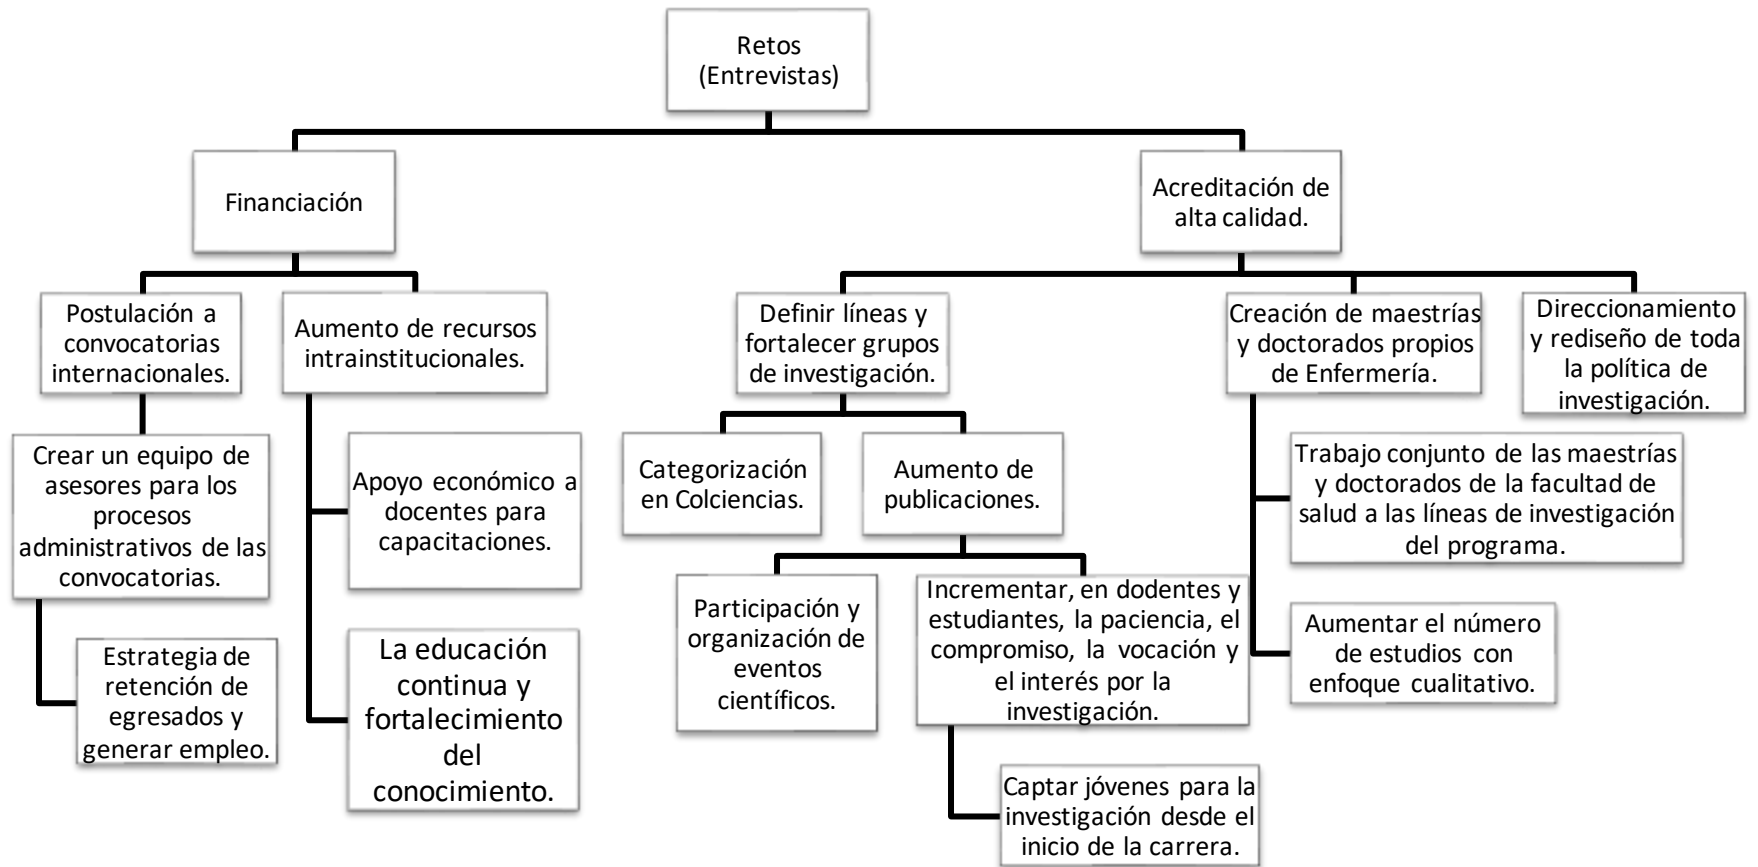 Retos
(Entrevistas)
Financiación
Acreditación de
alta calidad.
Postulación a
convocatorias
internacionales.
Aumento de recursos
intrainstitucionales.
Definir líneas y
fortalecer grupos
de investigación.
Creación de maestrías
y doctorados propios
de Enfermería.
Direccionamiento
y rediseño de toda
la política de
investigación.
Crear un equipo de
asesores para los
procesos
administrativos de las
convocatorias.
Apoyo económico a
docentes para
capacitaciones.
Categorización
en Colciencias.
Aumento de
publicaciones.
Trabajo conjunto de las maestrías
y doctorados de la facultad de
salud a las líneas de investigación
del programa.
Estrategia de
retención de
egresados y
generar empleo.
La educación
continua y
fortalecimiento
del
conocimiento.
Participación y
organización de
eventos
científicos.
Incrementar, en dodentes y
estudiantes, la paciencia, el
compromiso, la vocación y
el interés por la
investigación.
Aumentar el número
de estudios con
enfoque cualitativo.
Captar jóvenes para la
investigación desde el
inicio de la carrera.